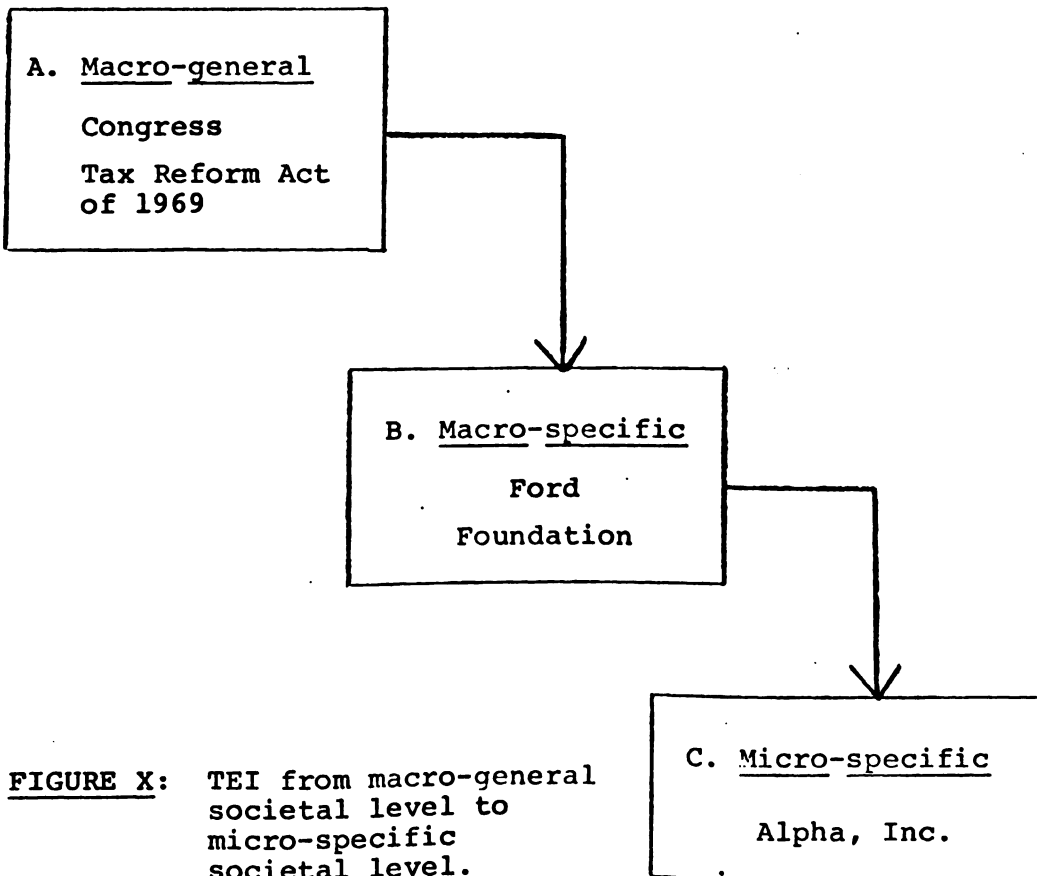 A. Macro-general
Congress
Tax Reform Act
of 1969
B. Macro-specific
Ford
Foundation
C. Micro-specific
Alpha, Inc.
FIGURE X: TEI from macro-general
societal level to
micro-specific
societal level.